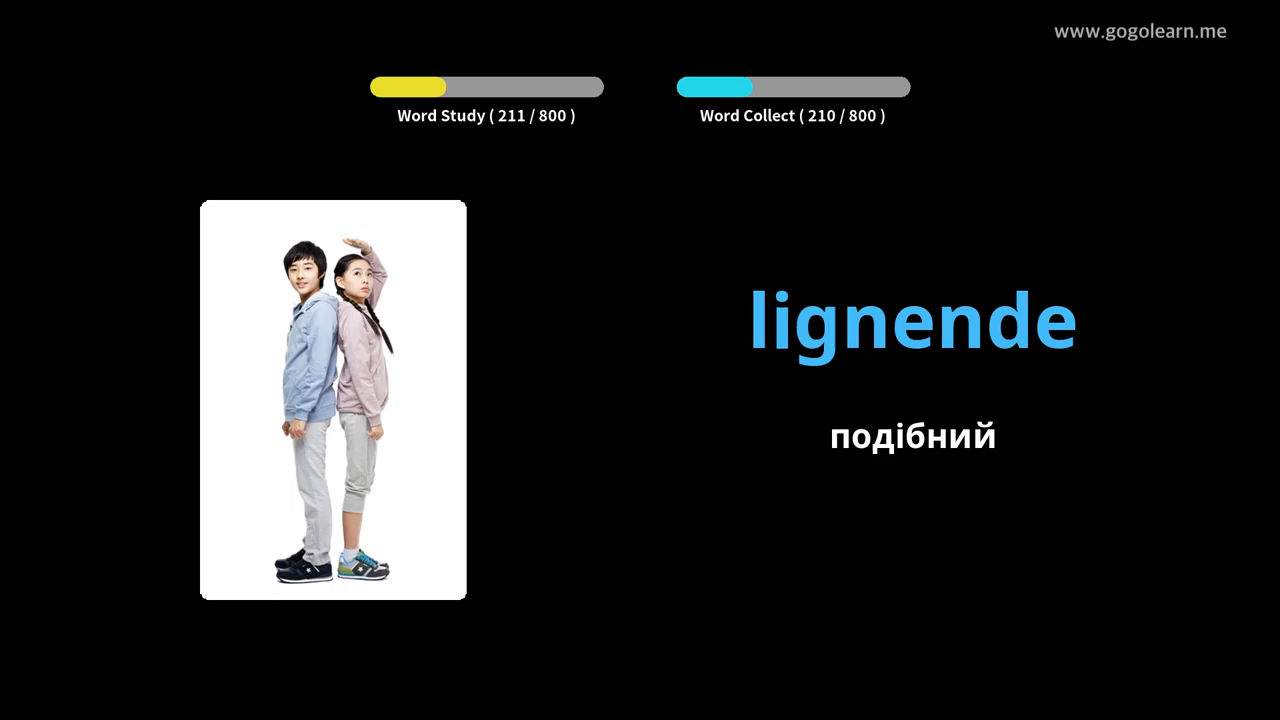 www.gogolearn.me
Word Study ( 211 / 800 )
Word Collect ( 210 / 800 )
lignende
подібний